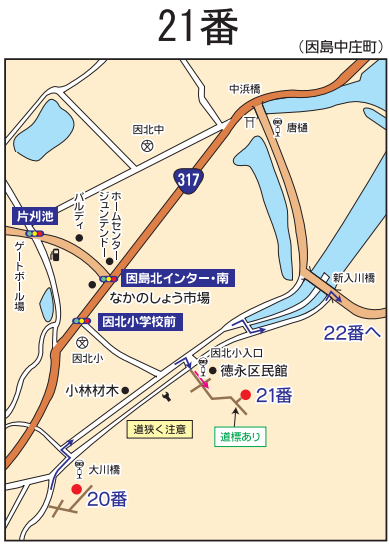 21番
（因島中庄町）
中浜橋
因北中
唐樋
317
片刈池
バルディ
ホームセンター
ジュンテンドー
ゲートボール場
因島北インター・南
なかのしょう市場
新入川橋
因北小学校前
22番へ
因北小
因北小入口
徳永区民館
小林材木
21番
道狭く注意
道標あり
大川橋
20番